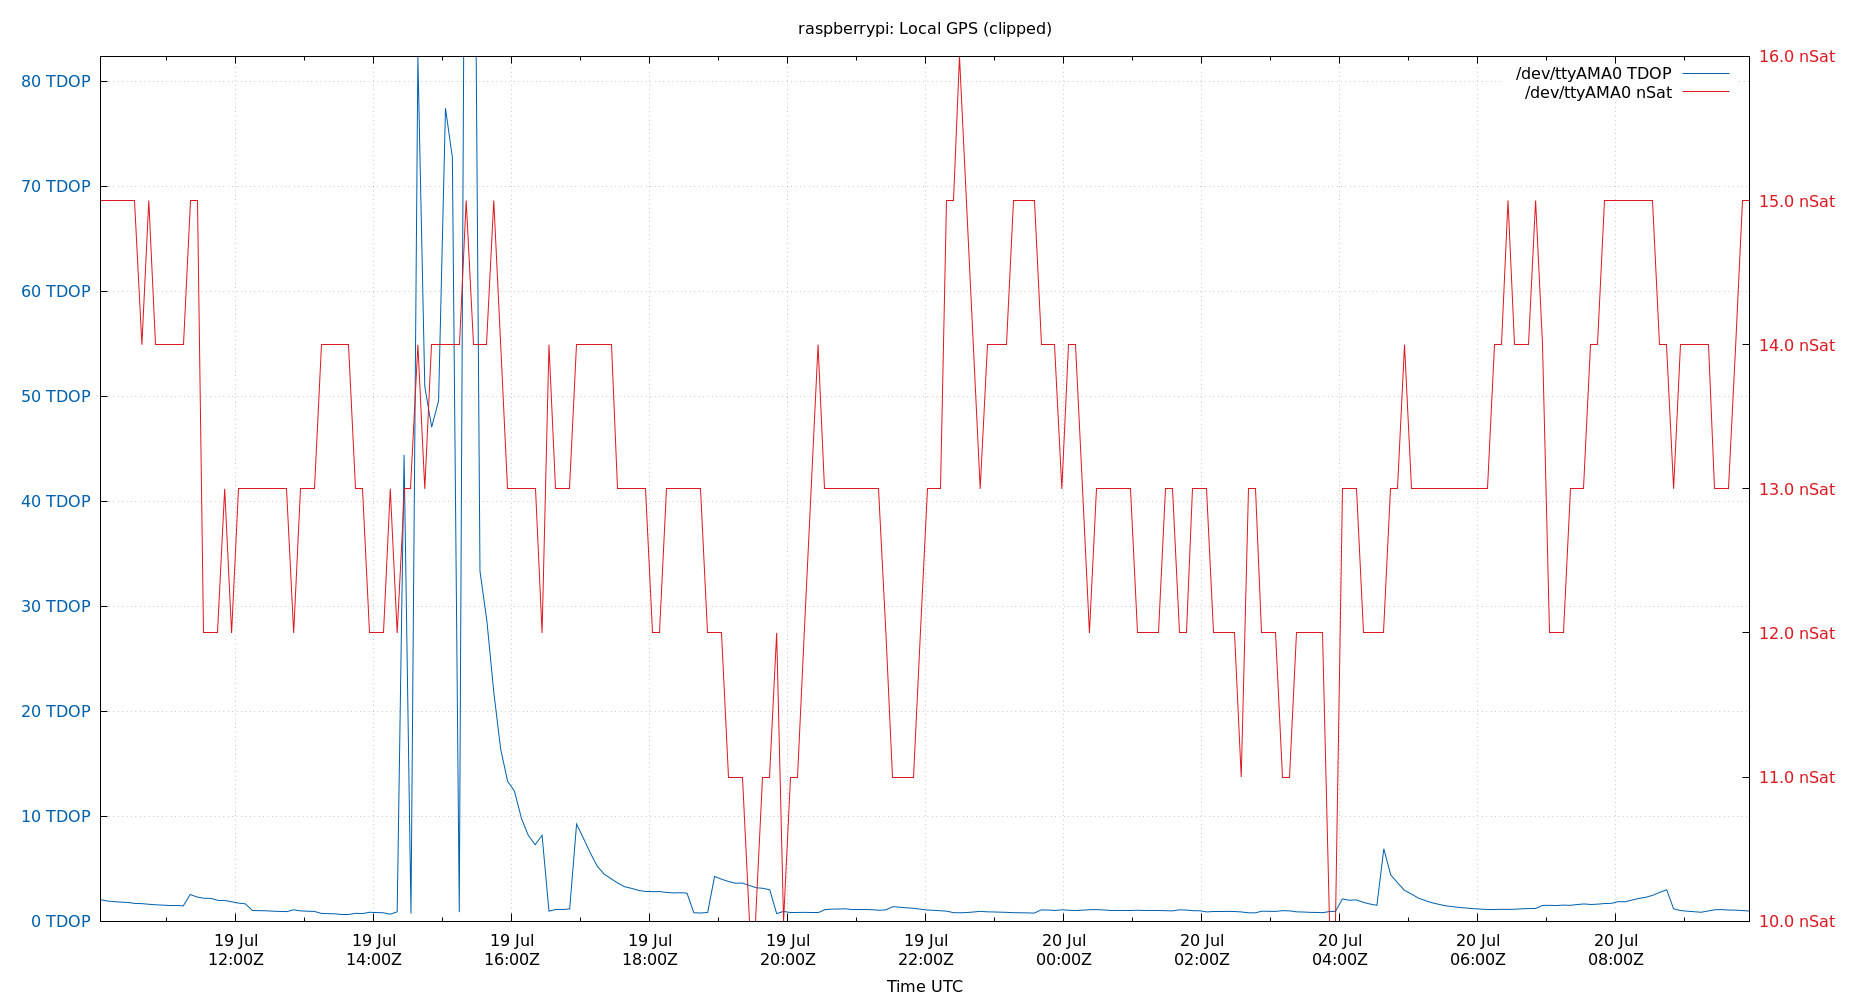 raspberrypi: Local GPS (clipped)
/dev/ttyAMA0 TDOP
/dev/ttyAMA0 nSat
80 TDOP
70 TDOP
60 TDOP
50 TDOP
40 TDOP
30 TDOP
20 TDOP
10 TDOP
0 TDOP
16.0 nSat
15.0 nSat
14.0 nSat
13.0 nSat
12.0 nSat
11.0 nSat
10.0 nSat
19 Jul
12:00Z
19 Jul
14:00Z
19 Jul
16:00Z
19 Jul
18:00Z
19 Jul
20:00Z
19 Jul
22:00Z
20 Jul
00:00Z
20 Jul
02:00Z
20 Jul
04:00Z
20 Jul
06:00Z
20 Jul
08:00Z
Time UTC